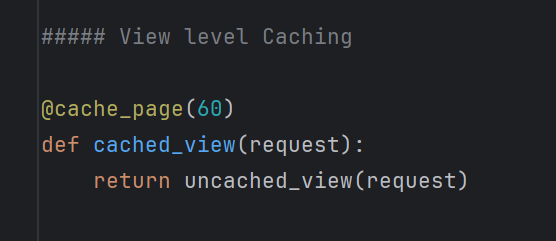 ##### View level Caching
@cache_page(60)
def cached_view(request):
    return uncached_view(request)